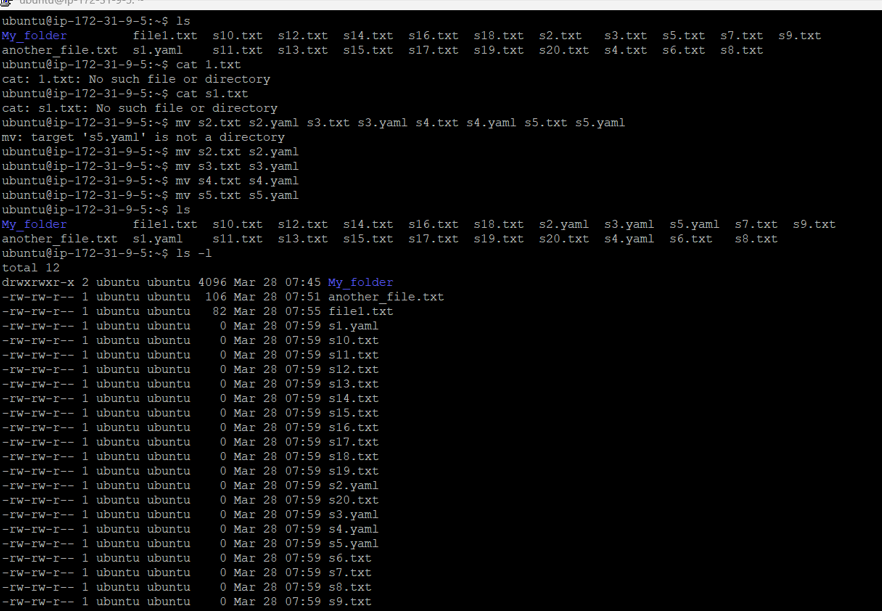 ubuntu@ip-172-31-9-5: ~
ubuntu@ip-172-31-9-5:~$ ls
My_folder         file1.txt  s10.txt  s12.txt  s14.txt  s16.txt  s18.txt  s2.txt   s3.txt  s5.txt  s7.txt  s9.txt
another_file.txt  s1.yaml    s11.txt  s13.txt  s15.txt  s17.txt  s19.txt  s20.txt  s4.txt  s6.txt  s8.txt
ubuntu@ip-172-31-9-5:~$ cat 1.txt
cat: 1.txt: No such file or directory
ubuntu@ip-172-31-9-5:~$ cat s1.txt
cat: s1.txt: No such file or directory
ubuntu@ip-172-31-9-5:~$ mv s2.txt s2.yaml s3.txt s3.yaml s4.txt s4.yaml s5.txt s5.yaml
mv: target 's5.yaml' is not a directory
ubuntu@ip-172-31-9-5:~$ mv s2.txt s2.yaml
ubuntu@ip-172-31-9-5:~$ mv s3.txt s3.yaml
ubuntu@ip-172-31-9-5:~$ mv s4.txt s4.yaml
ubuntu@ip-172-31-9-5:~$ mv s5.txt s5.yaml
ubuntu@ip-172-31-9-5:~$ ls
My_folder         file1.txt  s10.txt  s12.txt  s14.txt  s16.txt  s18.txt  s2.yaml  s3.yaml  s5.yaml  s7.txt  s9.txt
another_file.txt  s1.yaml    s11.txt  s13.txt  s15.txt  s17.txt  s19.txt  s20.txt  s4.yaml  s6.txt   s8.txt
ubuntu@ip-172-31-9-5:~$ ls -l
total 12
drwxrwxr-x 2 ubuntu ubuntu 4096 Mar 28 07:45 My_folder
-rw-rw-r-- 1 ubuntu ubuntu  106 Mar 28 07:51 another_file.txt
-rw-rw-r-- 1 ubuntu ubuntu   82 Mar 28 07:55 file1.txt
-rw-rw-r-- 1 ubuntu ubuntu    0 Mar 28 07:59 s1.yaml
-rw-rw-r-- 1 ubuntu ubuntu    0 Mar 28 07:59 s10.txt
-rw-rw-r-- 1 ubuntu ubuntu    0 Mar 28 07:59 s11.txt
-rw-rw-r-- 1 ubuntu ubuntu    0 Mar 28 07:59 s12.txt
-rw-rw-r-- 1 ubuntu ubuntu    0 Mar 28 07:59 s13.txt
-rw-rw-r-- 1 ubuntu ubuntu    0 Mar 28 07:59 s14.txt
-rw-rw-r-- 1 ubuntu ubuntu    0 Mar 28 07:59 s15.txt
-rw-rw-r-- 1 ubuntu ubuntu    0 Mar 28 07:59 s16.txt
-rw-rw-r-- 1 ubuntu ubuntu    0 Mar 28 07:59 s17.txt
-rw-rw-r-- 1 ubuntu ubuntu    0 Mar 28 07:59 s18.txt
-rw-rw-r-- 1 ubuntu ubuntu    0 Mar 28 07:59 s19.txt
-rw-rw-r-- 1 ubuntu ubuntu    0 Mar 28 07:59 s2.yaml
-rw-rw-r-- 1 ubuntu ubuntu    0 Mar 28 07:59 s20.txt
-rw-rw-r-- 1 ubuntu ubuntu    0 Mar 28 07:59 s3.yaml
-rw-rw-r-- 1 ubuntu ubuntu    0 Mar 28 07:59 s4.yaml
-rw-rw-r-- 1 ubuntu ubuntu    0 Mar 28 07:59 s5.yaml
-rw-rw-r-- 1 ubuntu ubuntu    0 Mar 28 07:59 s6.txt
-rw-rw-r-- 1 ubuntu ubuntu    0 Mar 28 07:59 s7.txt
-rw-rw-r-- 1 ubuntu ubuntu    0 Mar 28 07:59 s8.txt
-rw-rw-r-- 1 ubuntu ubuntu    0 Mar 28 07:59 s9.txt